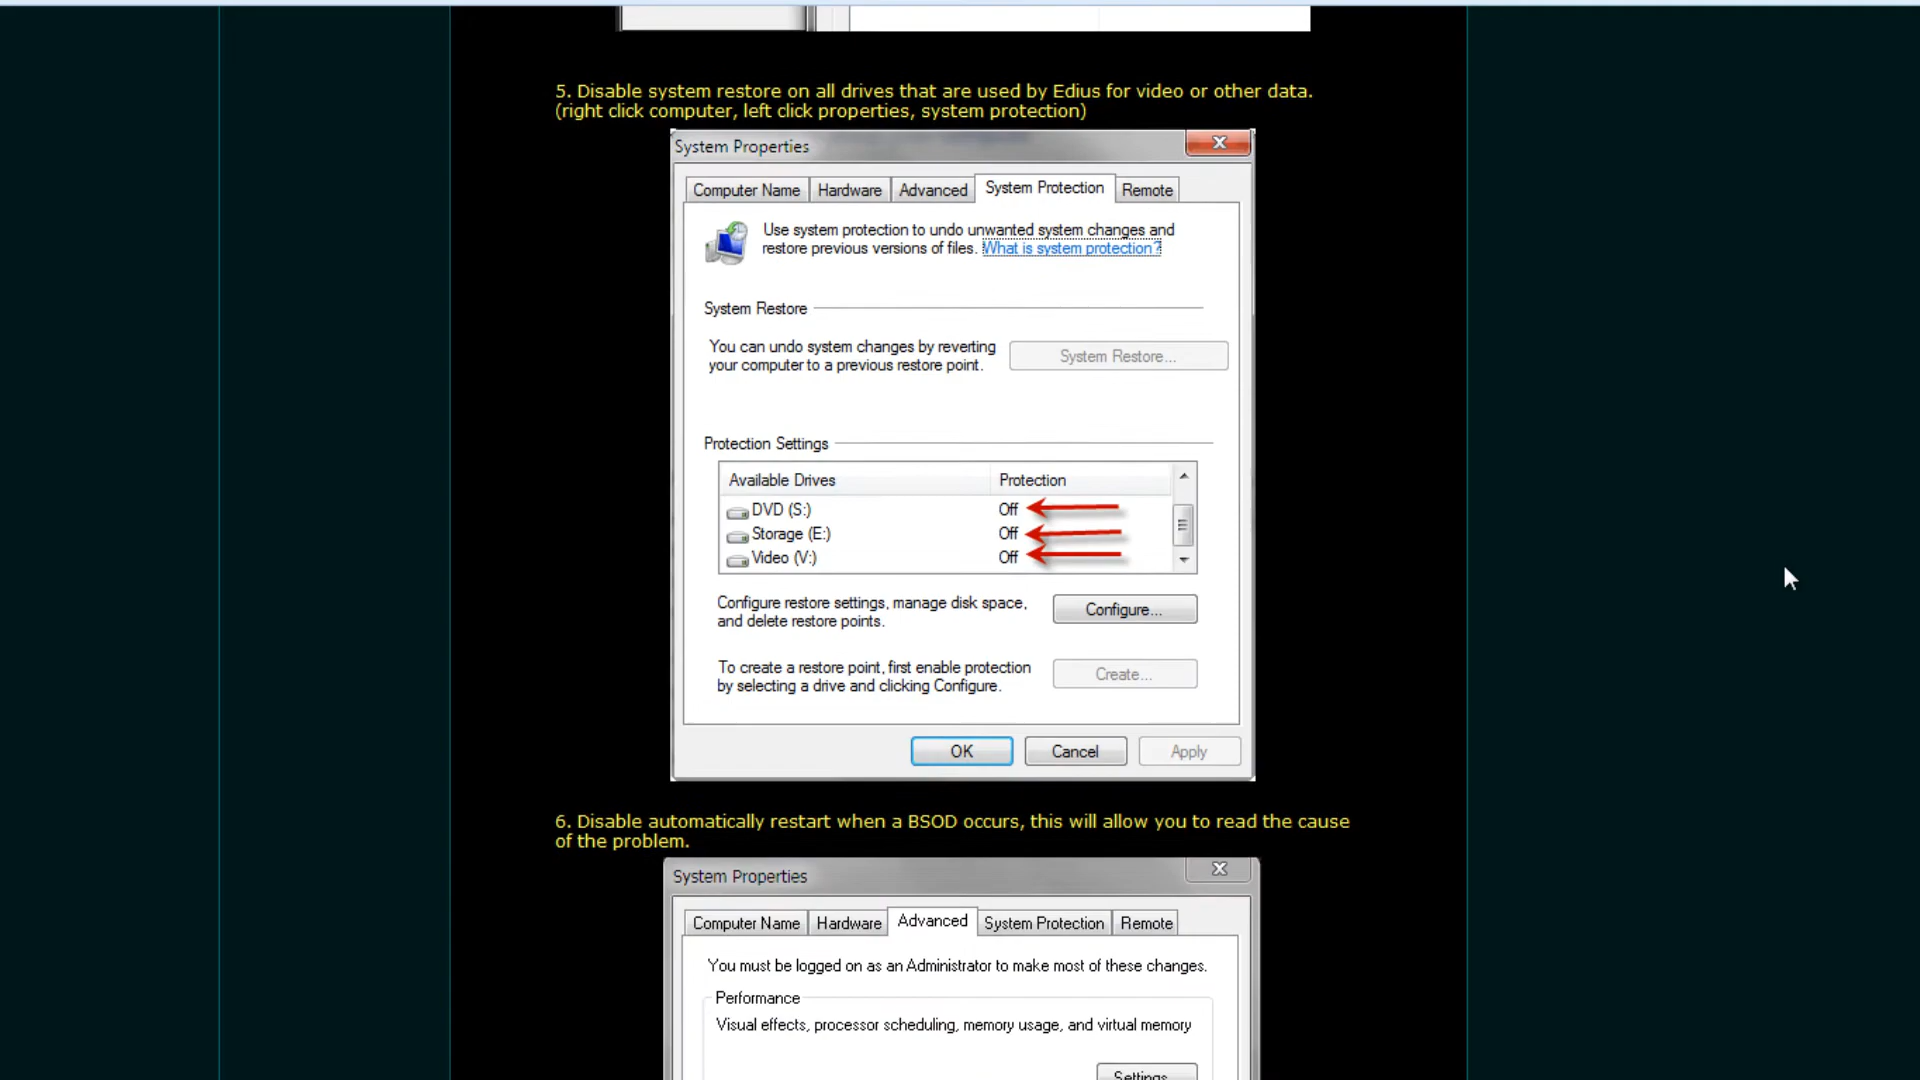 5. Disable system restore on all drives that are used by Edius for video or other data.
(right click computer, left click properties, system protection)
System Properties
Computer Name
Hardware
Advanced
System Protection
Remote
Use system protection to undo unwanted system changes and
restore previous versions of files. What is system protection?
System Restore
You can undo system changes by reverting
your computer to a previous restore point.
System Restore...
Protection Settings
Available Drives
Protection
DVD (S:)
Off
Storage (E:)
Off
Video (V:)
Off
Configure restore settings, manage disk space,
and delete restore points.
Configure...
To create a restore point, first enable protection
by selecting a drive and clicking Configure.
Create...
OK
Cancel
Apply
6. Disable automatically restart when a BSOD occurs, this will allow you to read the cause
of the problem.
System Properties
Computer Name
Hardware
Advanced
System Protection
Remote
You must be logged on as an Administrator to make most of these changes.
Performance
Visual effects, processor scheduling, memory usage, and virtual memory
Settings...